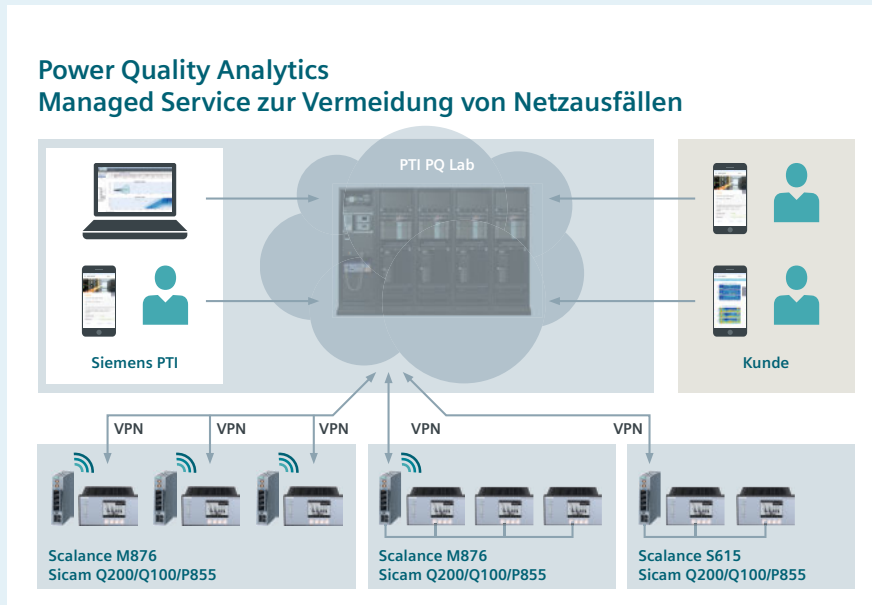 Power Quality Analytics
Managed Service zur Vermeidung von Netzausfällen
PTI PQ Lab
Siemens PTI
Kunde
VPN
VPN
VPN
VPN
VPN
Scalance M876
Sicam Q200/Q100/P855
Scalance M876
Sicam Q200/Q100/P855
Scalance S615
Sicam Q200/Q100/P855